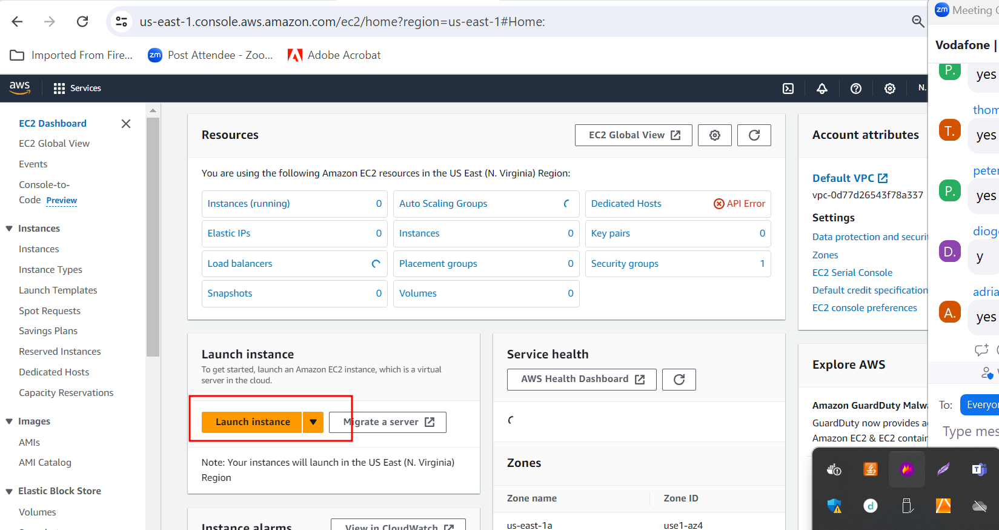 us-east-1.console.aws.amazon.com/ec2/home?region=us-east-1#Home:
Imported From Fire...
zm
Post Attendee - Zoo...
Adobe Acrobat
aws
Services
N.
EC2 Dashboard
EC2 Global View
Events
Console-to-
Code Preview
Instances
Instances
Instance Types
Launch Templates
Spot Requests
Savings Plans
Reserved Instances
Dedicated Hosts
Capacity Reservations
Images
AMIs
AMI Catalog
Elastic Block Store
Volumes
Resources
EC2 Global View
You are using the following Amazon EC2 resources in the US East (N. Virginia) Region:
Instances (running) 0
Auto Scaling Groups
Dedicated Hosts API Error
Elastic IPs 0
Instances 0
Key pairs 0
Load balancers
Placement groups 0
Security groups 1
Snapshots 0
Volumes 0
Launch instance
To get started, launch an Amazon EC2 instance, which is a virtual
server in the cloud.
Launch instance
Migrate a server
Note: Your instances will launch in the US East (N. Virginia)
Region
Instance alarms
View in CloudWatch
Service health
AWS Health Dashboard
Zones
Zone name Zone ID
us-east-1a use1-az4
Account attributes
Default VPC
vpc-0d77d26543f78a337
Settings
Data protection and securit
Zones
EC2 Serial Console
Default credit specification
EC2 console preferences
Explore AWS
Amazon GuardDuty Malwa
GuardDuty now provides a
Amazon EC2 & EC2 contain
zm Meeting
Vodafone |
P.
yes
thom
T.
yes
peter
P.
yes
diog
D.
y
adria
A.
yes
To: Everyon
Type mes